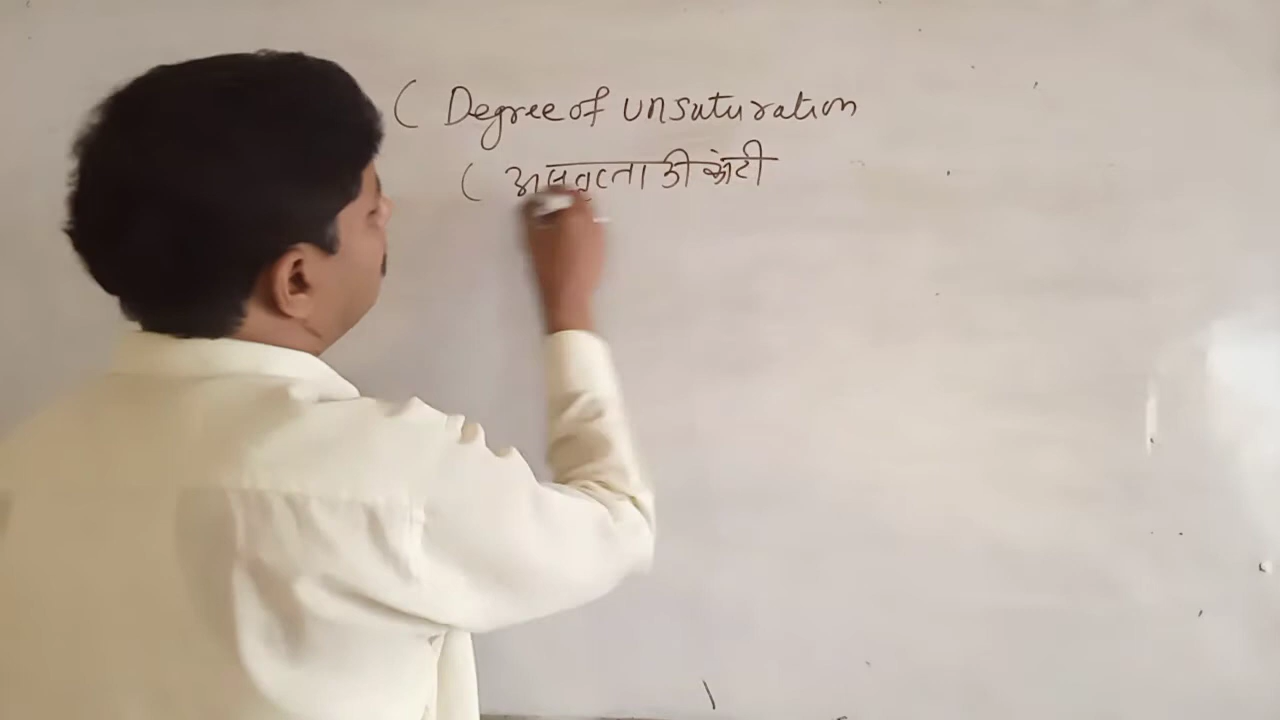 ( Degree of unsaturation
( असंतृप्तता की कोटी